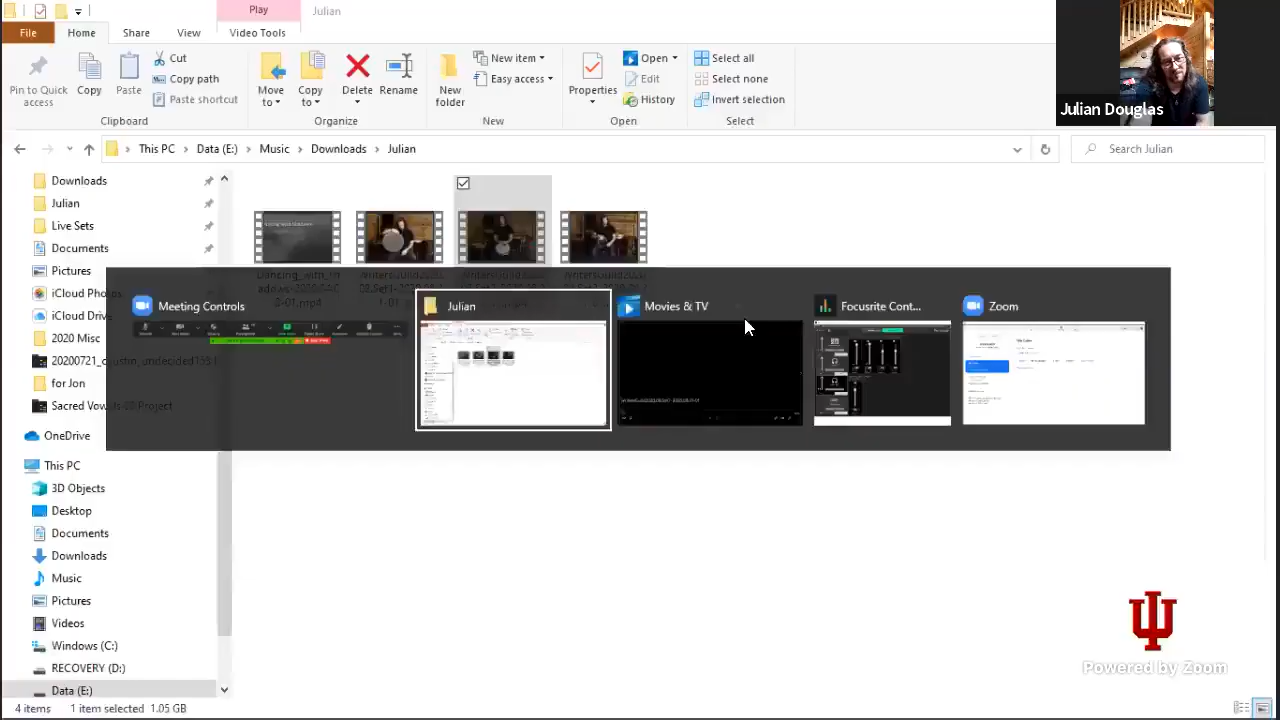 Play
Julian
File
Home
Share
View
Video Tools
Pin to Quick
access
Copy
Paste
Cut
Copy path
Paste shortcut
Clipboard
Move
to
Copy
to
Delete
Rename
Organize
New
folder
New item
Easy access
New
Properties
Open
Edit
History
Open
Select all
Select none
Invert selection
Select
Julian Douglas
This PC
Data (E:)
Music
Downloads
Julian
Search Julian
Downloads
Julian
Live Sets
Documents
Pictures
iCloud Photos
iCloud Drive
2020 Misc
for Jon
Sacred Vows-02 Project
OneDrive
This PC
3D Objects
Desktop
Documents
Downloads
Music
Pictures
Videos
Windows (C:)
RECOVERY (D:)
Data (E:)
Meeting Controls
Julian
Movies & TV
Focusrite Cont...
Zoom
Powered by Zoom
4 items
1 item selected 1.05 GB